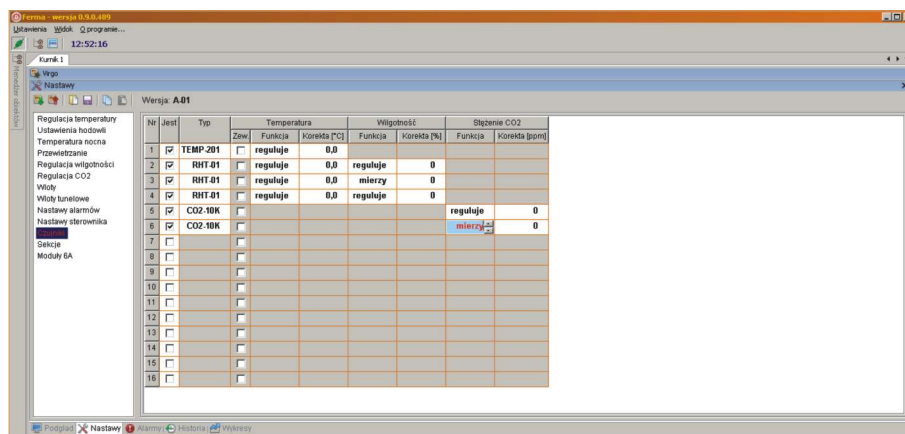 Ferma - wersja 0.9.0.409
Ustawienia Widok O programie...
12:52:16
Kurnik 1
Menedżer obiektów
Virgo
Nastawy
Wersja: A-01
Regulacja temperatury
Ustawienia hodowli
Temperatura nocna
Przewietrzanie
Regulacja wilgotności
Regulacja CO2
Wloty
Wloty tunelowe
Nastawy alarmów
Nastawy sterownika
Czujniki
Sekcje
Moduły 6A
Nr Jest Typ Temperatura Wilgotność Stężenie CO2
Zew. Funkcja Korekta [°C] Funkcja Korekta [%] Funkcja Korekta [ppm]
1 TEMP-201 reguluje 0,0
2 RHT-01 reguluje 0,0 reguluje 0
3 RHT-01 reguluje 0,0 mierzy 0
4 RHT-01 reguluje 0,0 reguluje 0
5 CO2-10K reguluje 0
6 CO2-10K mierzy 0
7
8
9
10
11
12
13
14
15
16
Podgląd Nastawy Alarmy Historia Wykresy